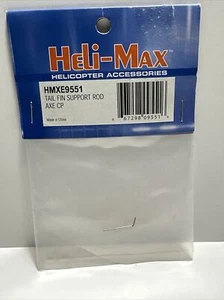 HELI-MAX
HELICOPTER ACCESSORIES
HMXE9551
TAIL FIN SUPPORT ROD
AXE CP
Made in China